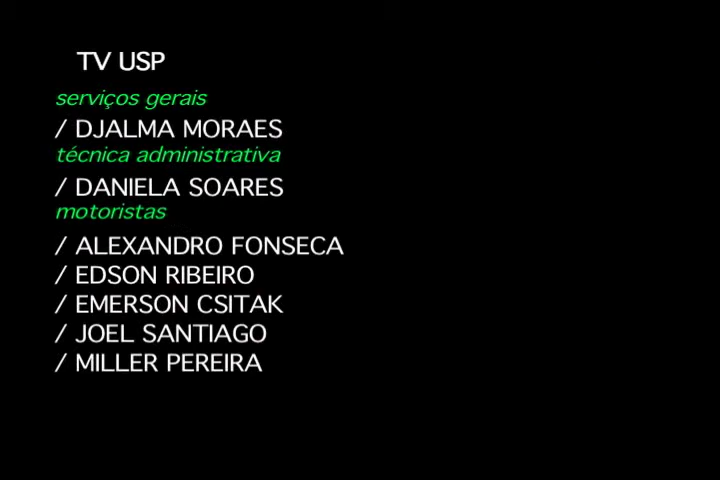 TV USP
serviços gerais
/ DJALMA MORAES
técnica administrativa
/ DANIELA SOARES
motoristas
/ ALEXANDRO FONSECA
/ EDSON RIBEIRO
/ EMERSON CSITAK
/ JOEL SANTIAGO
/ MILLER PEREIRA